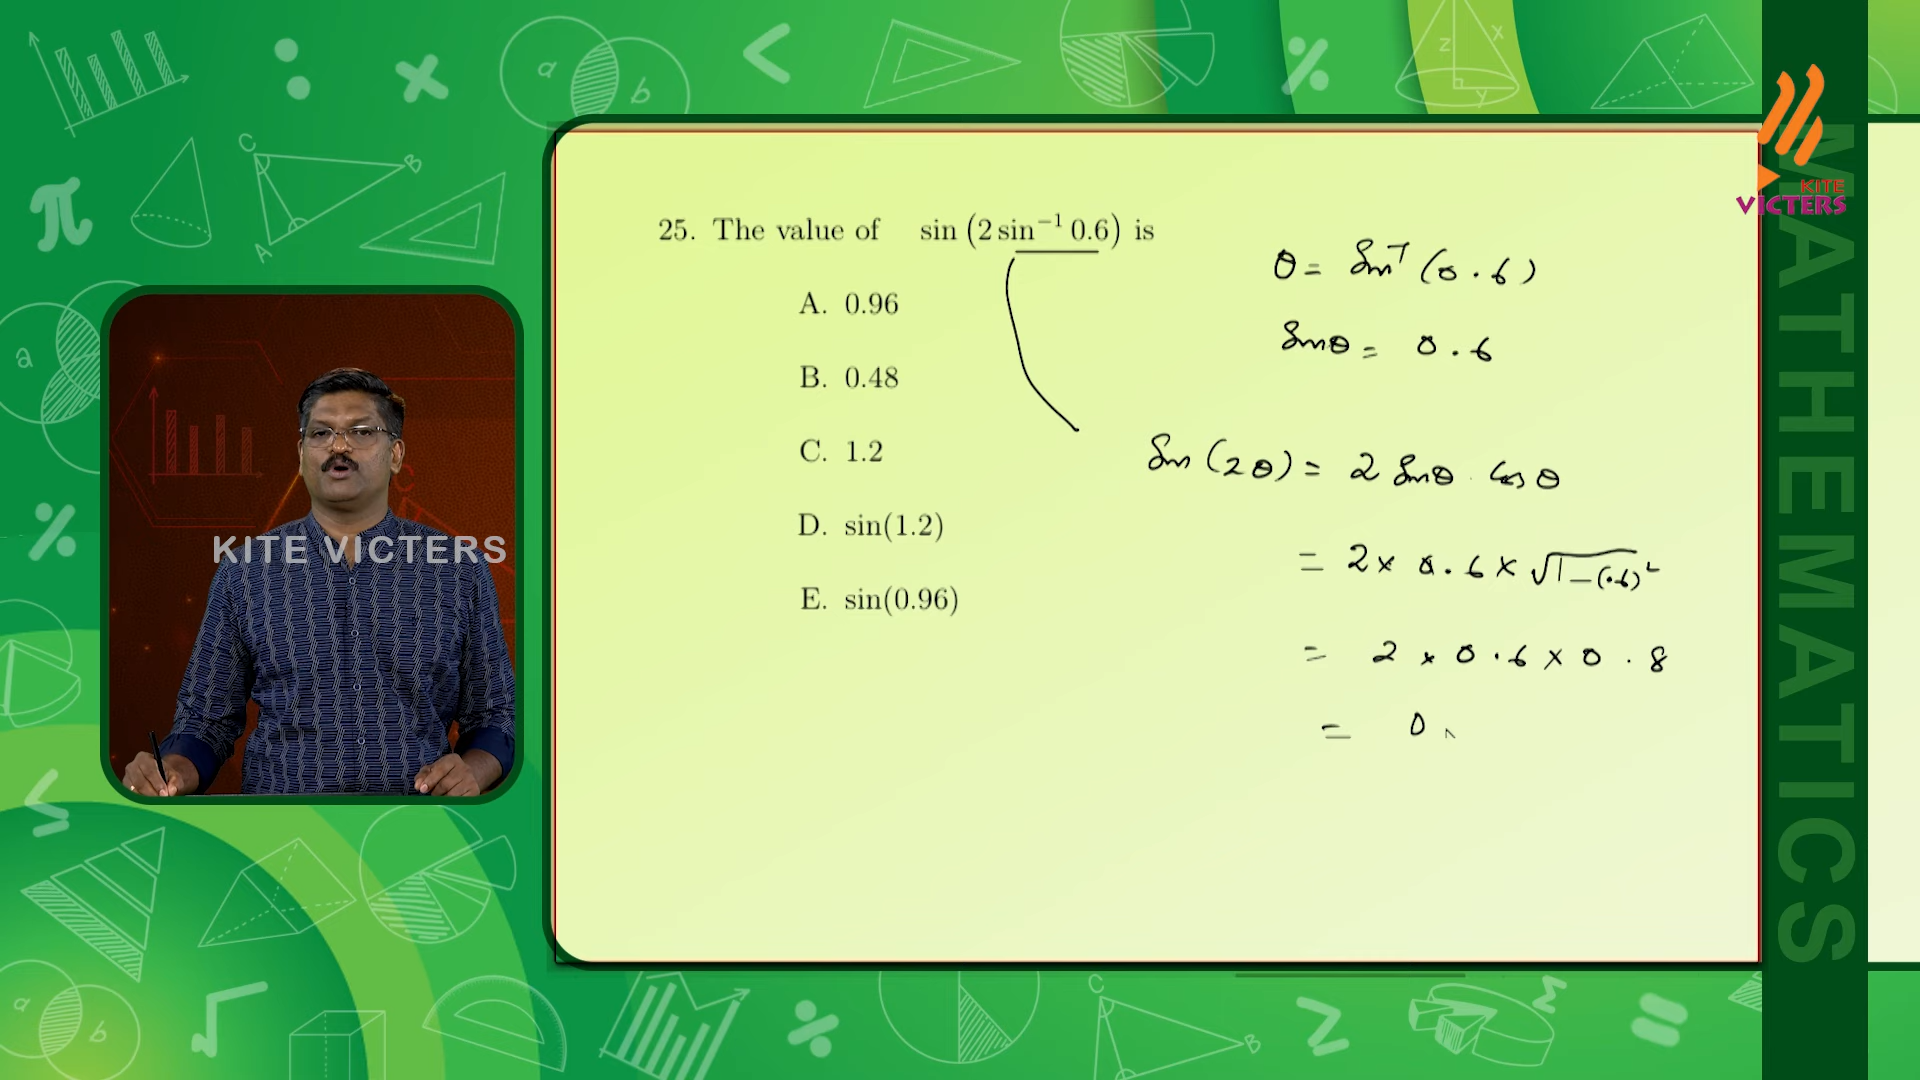 25. The value of sin (2 sin⁻¹ 0.6) is
A. 0.96
B. 0.48
C. 1.2
D. sin(1.2)
E. sin(0.96)
θ = Sin⁻¹ (0.6)
Sinθ = 0.6
Sin (2θ) = 2 Sinθ . Cos θ
= 2 × 0.6 × √1-(.6)²
= 2 × 0.6 × 0.8
= 0.
KITE VICTERS
KITE
VICTERS
MATHEMATICS
a
b
C
B
A
a
π
z
x
y
a
b
C
B